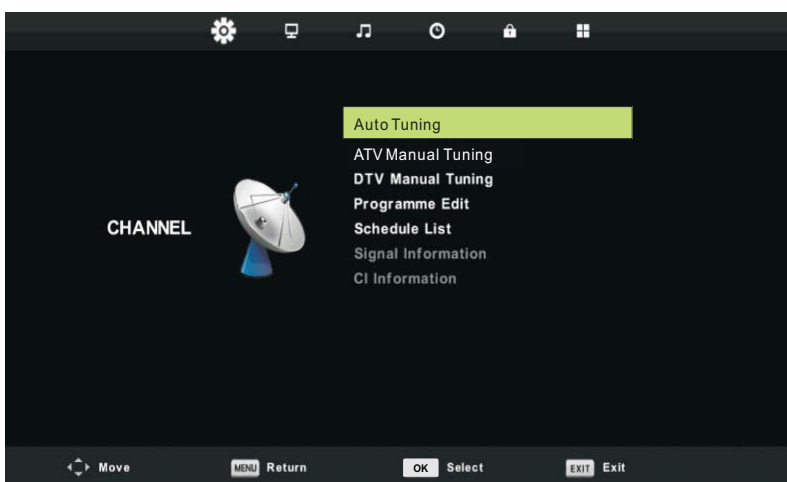 Auto Tuning
ATV Manual Tuning
DTV Manual Tuning
Programme Edit
CHANNEL
Schedule List
Signal Information
CI Information
Move
MENU Return
OK Select
EXIT Exit